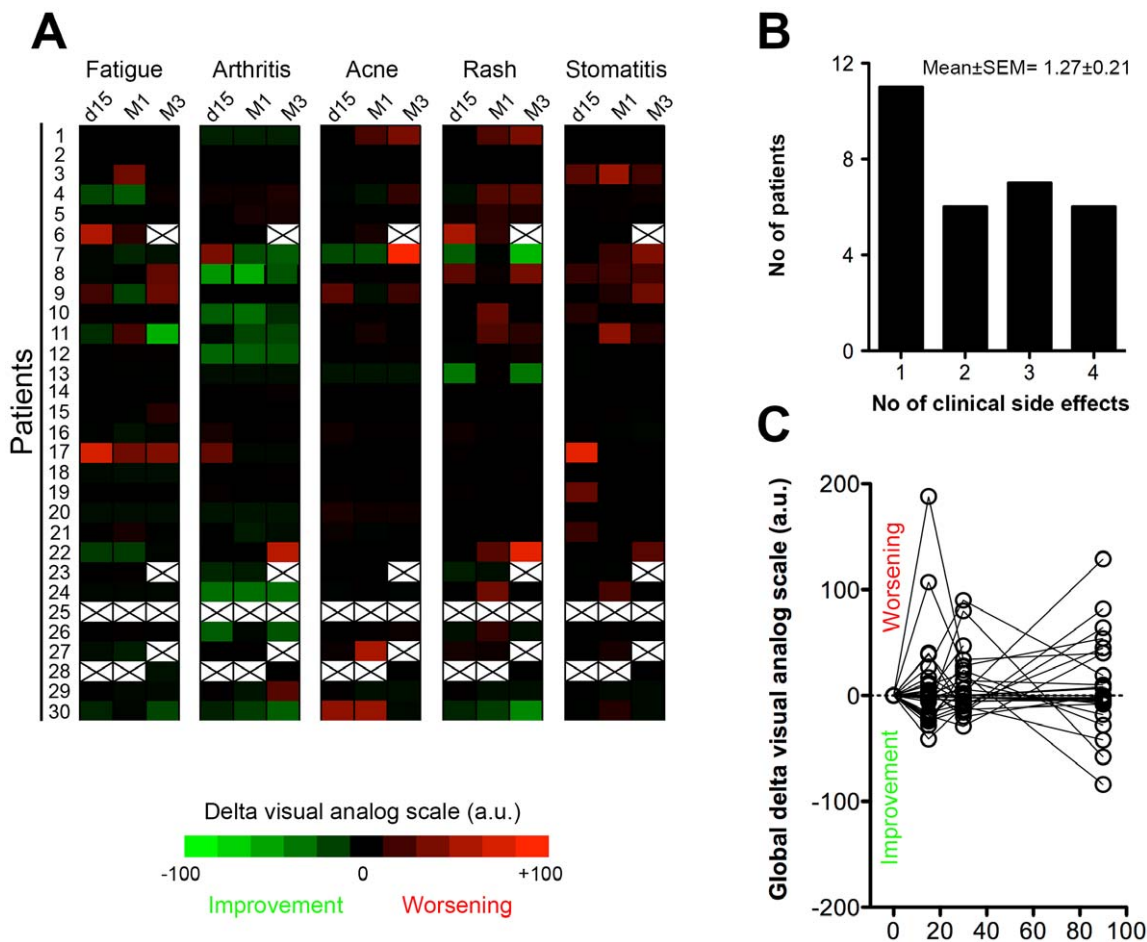 A
Fatigue Arthritis Acne Rash Stomatitis
d15 M1 M3 d15 M1 M3 d15 M1 M3 d15 M1 M3 d15 M1 M3
Patients
1
2
3
4
5
6
7
8
9
10
11
12
13
14
15
16
17
18
19
20
21
22
23
24
25
26
27
28
29
30
Delta visual analog scale (a.u.)
-100 0 +100
Improvement Worsening
B
Mean±SEM= 1.27±0.21
No of patients
12
8
4
0
1 2 3 4
No of clinical side effects
C
Global delta visual analog scale (a.u.)
Worsening
Improvement
200
100
0
-100
-200
0 20 40 60 80 100